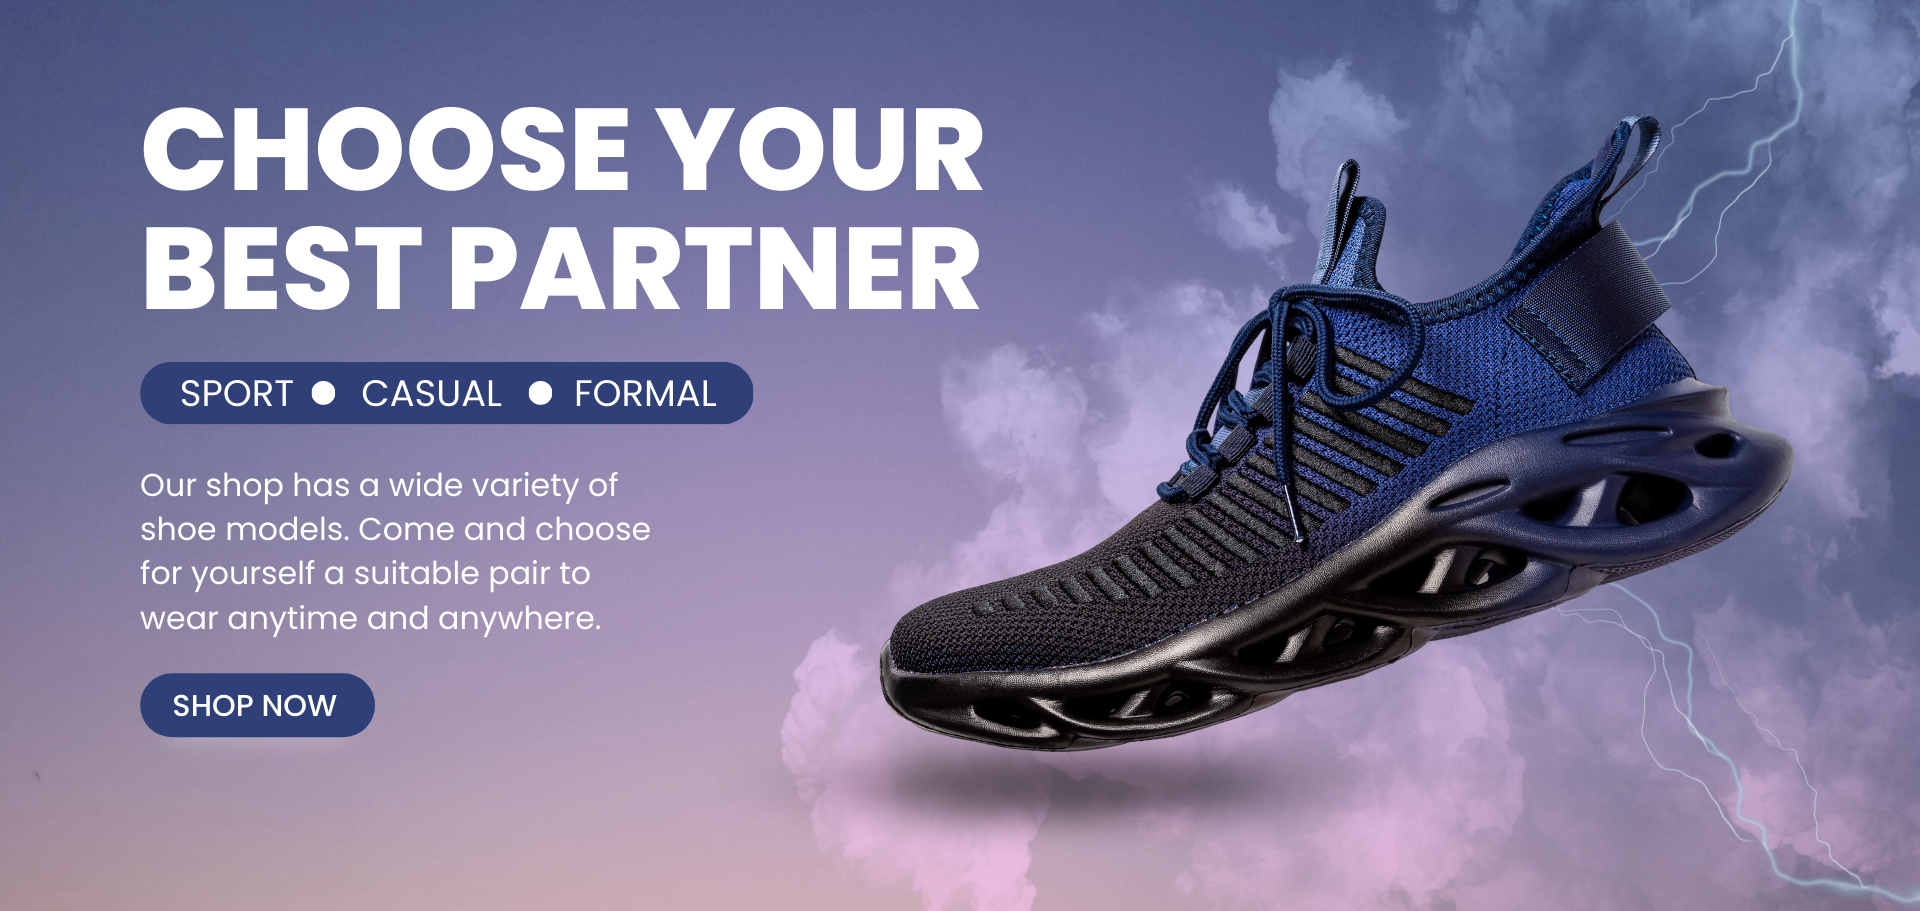 CHOOSE YOUR
BEST PARTNER
SPORT ● CASUAL ● FORMAL
Our shop has a wide variety of
shoe models. Come and choose
for yourself a suitable pair to
wear anytime and anywhere.
SHOP NOW